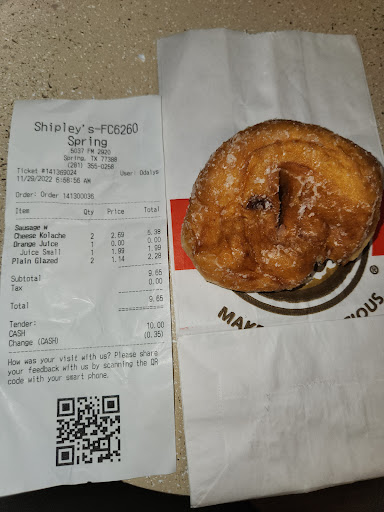 Shipley's-FC6260
Spring
5037 FM 2920
Spring, TX 77388
(281) 355-0256
Ticket #141369024 User: Odalys
11/29/2022 5:56:56 AM
Order: Order 141300036
Item Qty Price Total
Sausage w
Cheese Kolache 2 2.69 5.38
Orange Juice 1 0.00 0.00
Juice Small 1 1.99 1.99
Plain Glazed 2 1.14 2.28
Subtotal 9.65
Tax 0.00
Total 9.65
Tender:
CASH 10.00
Change (CASH) (0.35)
How was your visit with us? Please share
your feedback with us by scanning the QR
code with your smart phone.
MAK
OUS